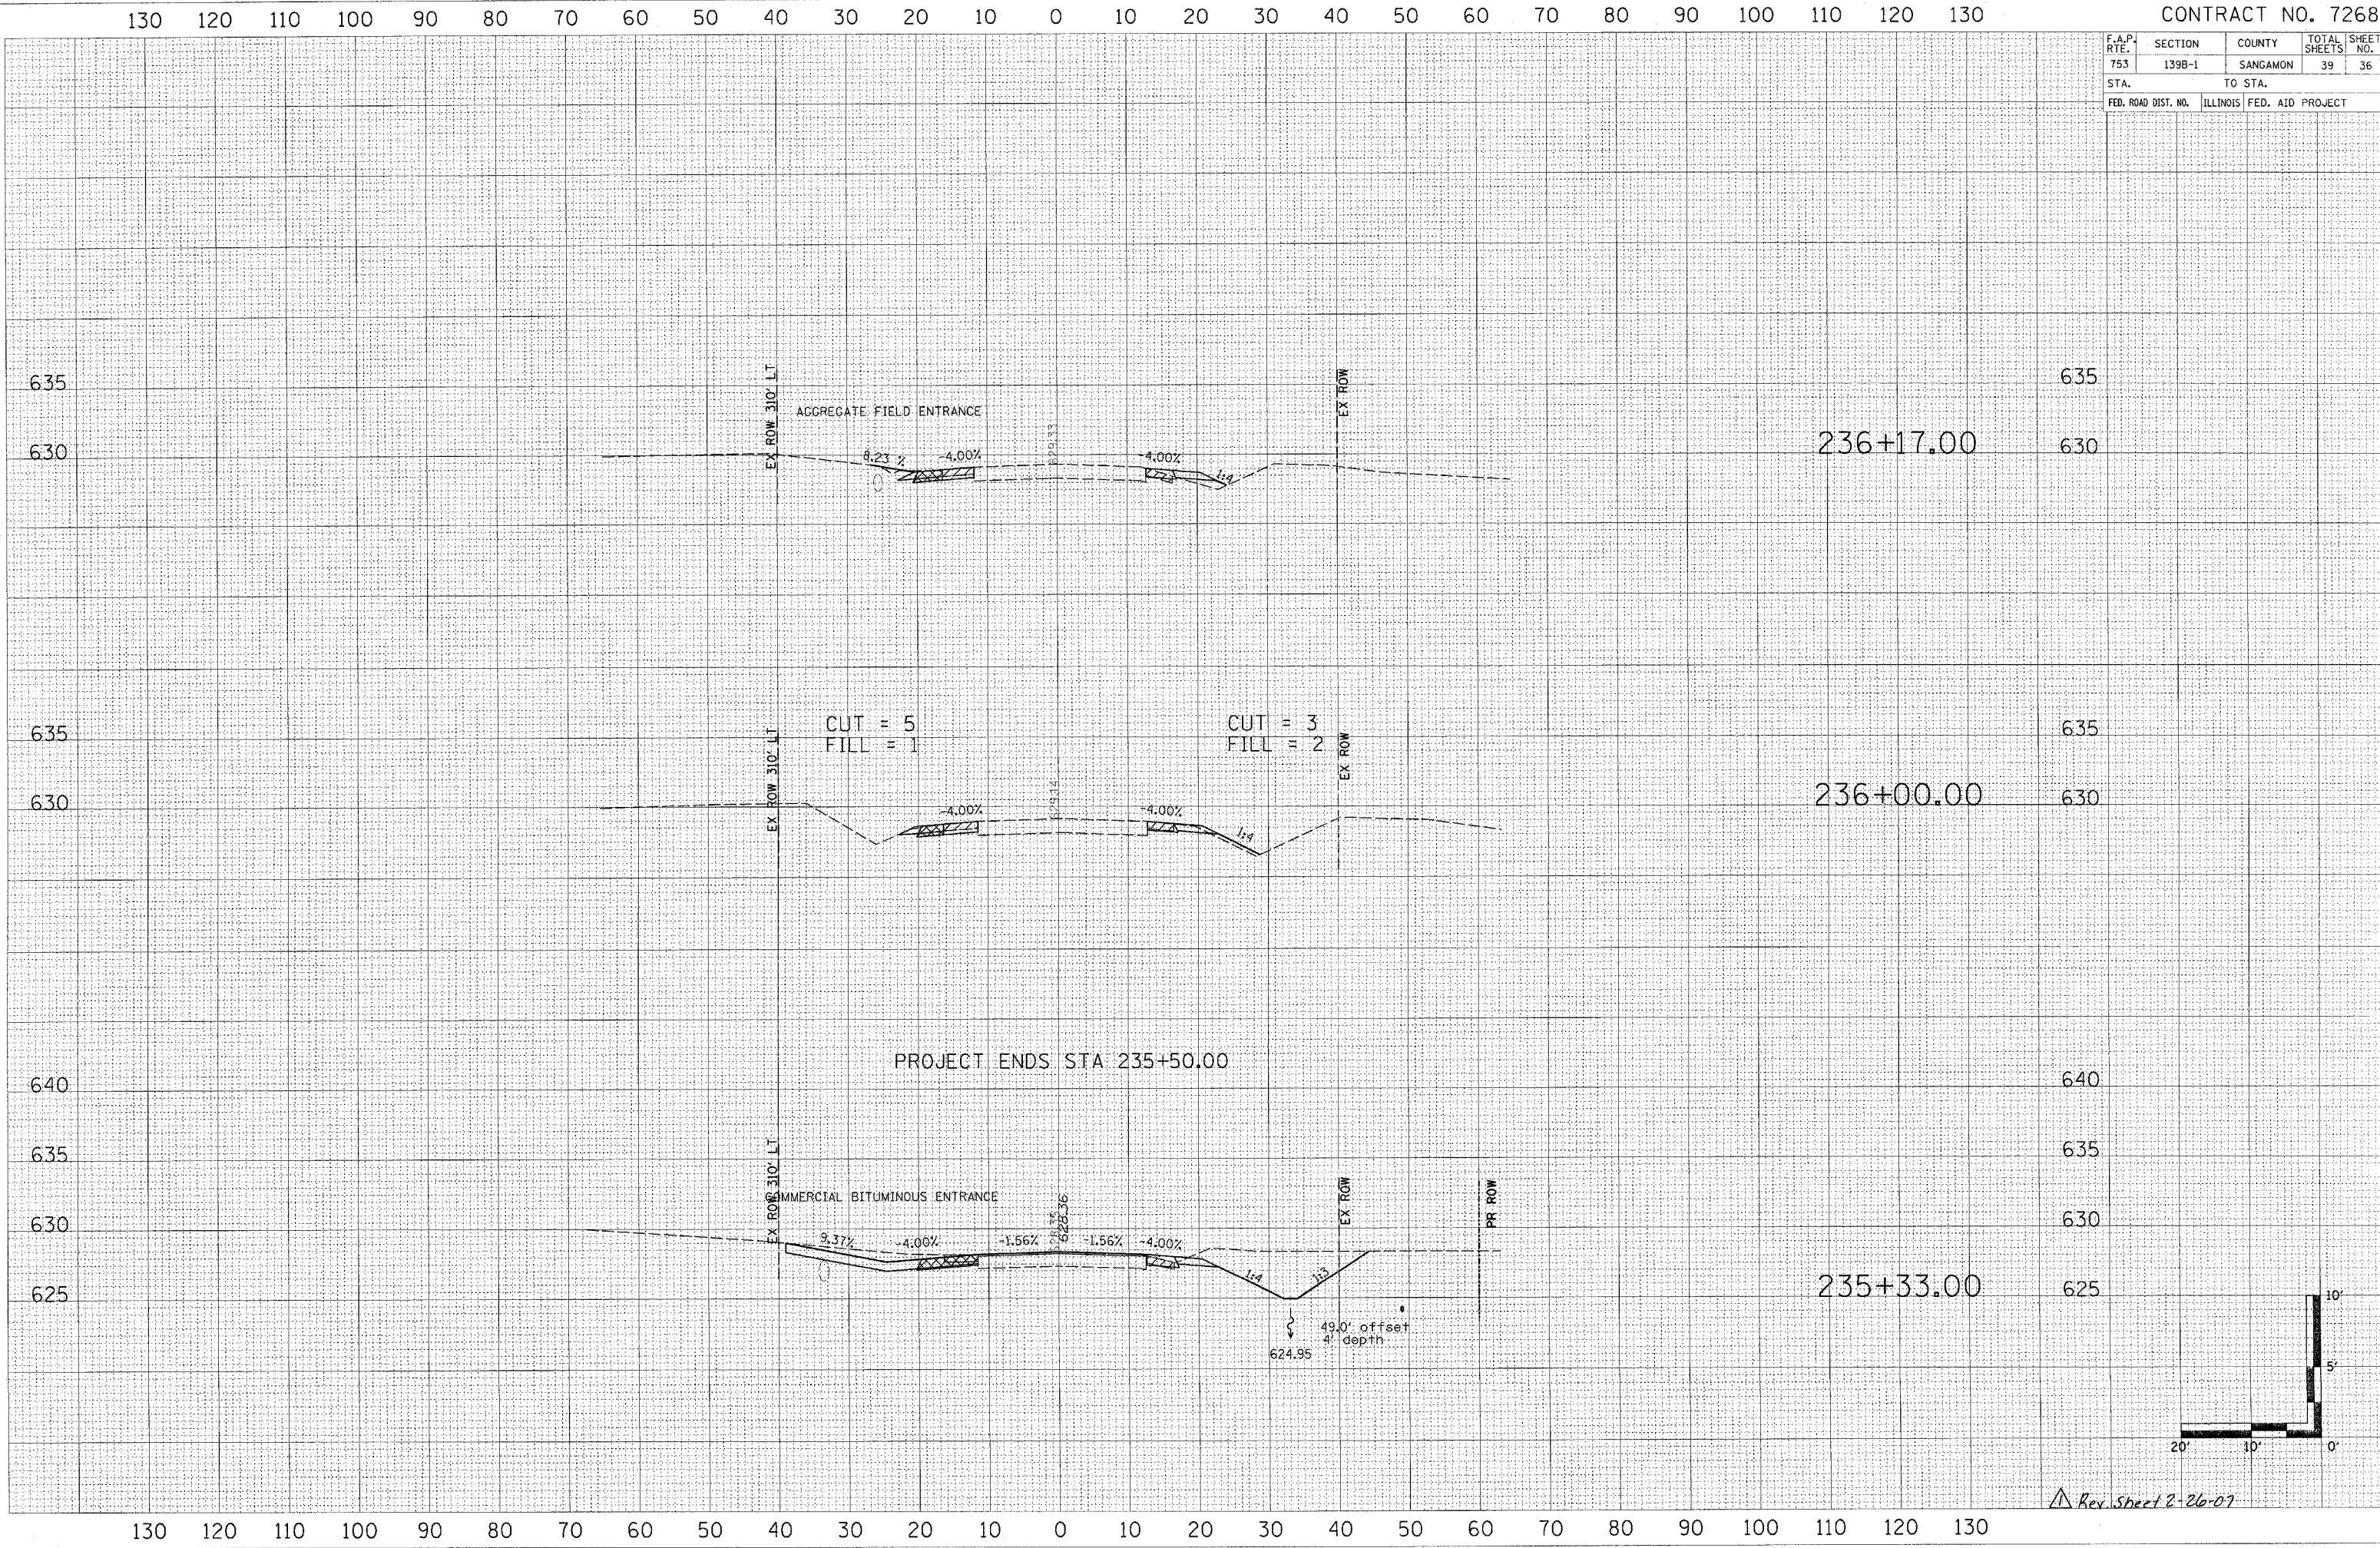 130 120 110 100 90 80 70 60 50 40 30 20 10 0 10 20 30 40 50 60 70 80 90 100 110 120 130
CONTRACT NO. 7268
F.A.P. RTE. SECTION COUNTY TOTAL SHEETS SHEET NO.
753 139B-1 SANGAMON 39 36
STA. TO STA.
FED. ROAD DIST. NO. ILLINOIS FED. AID PROJECT
635 635
EX ROW 310' LT
EX ROW
AGGREGATE FIELD ENTRANCE
629.33
236+17.00
630 630
8.23 % -4.00% -4.00%
1:4
635 635
CUT = 5
FILL = 1
CUT = 3
FILL = 2
EX ROW 310' LT
EX ROW
629.14
236+00.00
630 630
-4.00% -4.00%
1:4
PROJECT ENDS STA 235+50.00
640 640
635 635
EX ROW 310' LT
EX ROW
PR ROW
COMMERCIAL BITUMINOUS ENTRANCE
628.36
630 630
9.37% -4.00% -1.56% -1.56% -4.00%
1:4 1:3
235+33.00
625 625
49.0' offset
4' depth
624.95
10'
5'
20' 10' 0'
1 Rev. Sheet 2-26-07
130 120 110 100 90 80 70 60 50 40 30 20 10 0 10 20 30 40 50 60 70 80 90 100 110 120 130